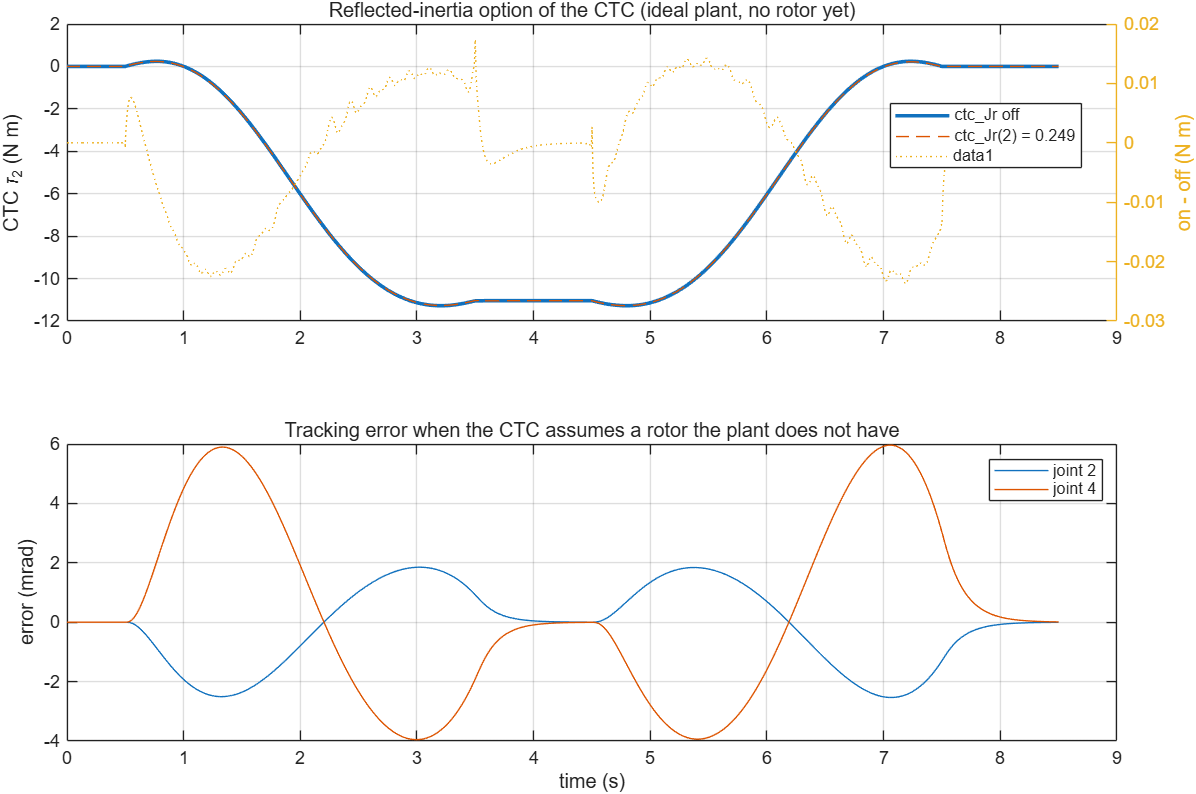 Reflected-inertia option of the CTC (ideal plant, no rotor yet)
2
0
-2
-4
-6
-8
-10
-12
CTC τ₂ (N m)
0.02
0.01
0
-0.01
-0.02
-0.03
on - off (N m)
ctc_Jr off
ctc_Jr(2) = 0.249
data1
0 1 2 3 4 5 6 7 8 9
Tracking error when the CTC assumes a rotor the plant does not have
6
4
2
0
-2
-4
error (mrad)
joint 2
joint 4
0 1 2 3 4 5 6 7 8 9
time (s)